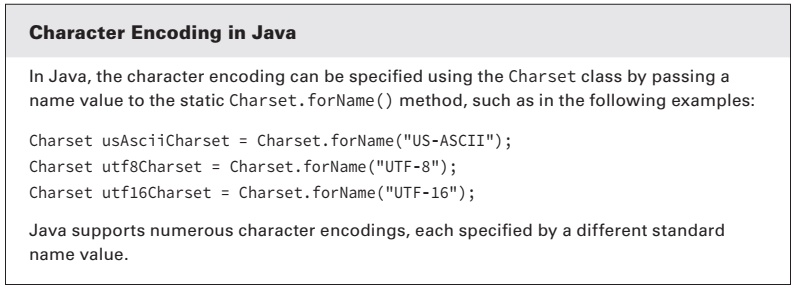 Character Encoding in Java
In Java, the character encoding can be specified using the Charset class by passing a
name value to the static Charset.forName() method, such as in the following examples:
Charset usAsciiCharset = Charset.forName("US-ASCII");
Charset utf8Charset = Charset.forName("UTF-8");
Charset utf16Charset = Charset.forName("UTF-16");
Java supports numerous character encodings, each specified by a different standard
name value.